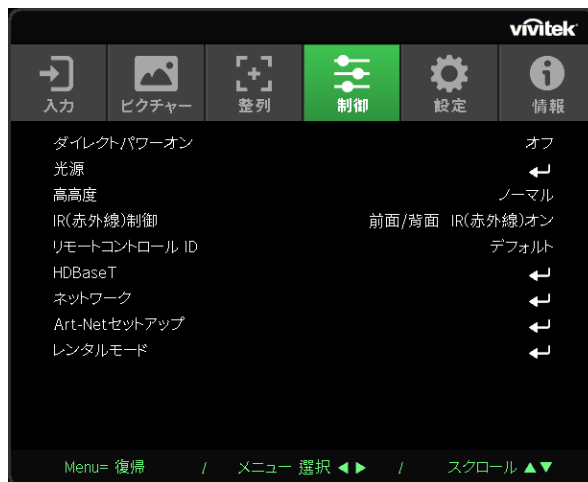 vivitek
入力 ピクチャー 整列 制御 設定 情報
ダイレクトパワーオン オフ
光源
高高度 ノーマル
IR(赤外線)制御 前面/背面 IR(赤外線)オン
リモートコントロール ID デフォルト
HDBaseT
ネットワーク
Art-Netセットアップ
レンタルモード
Menu= 復帰 / メニュー 選択 ◀ ▶ / スクロール ▲▼